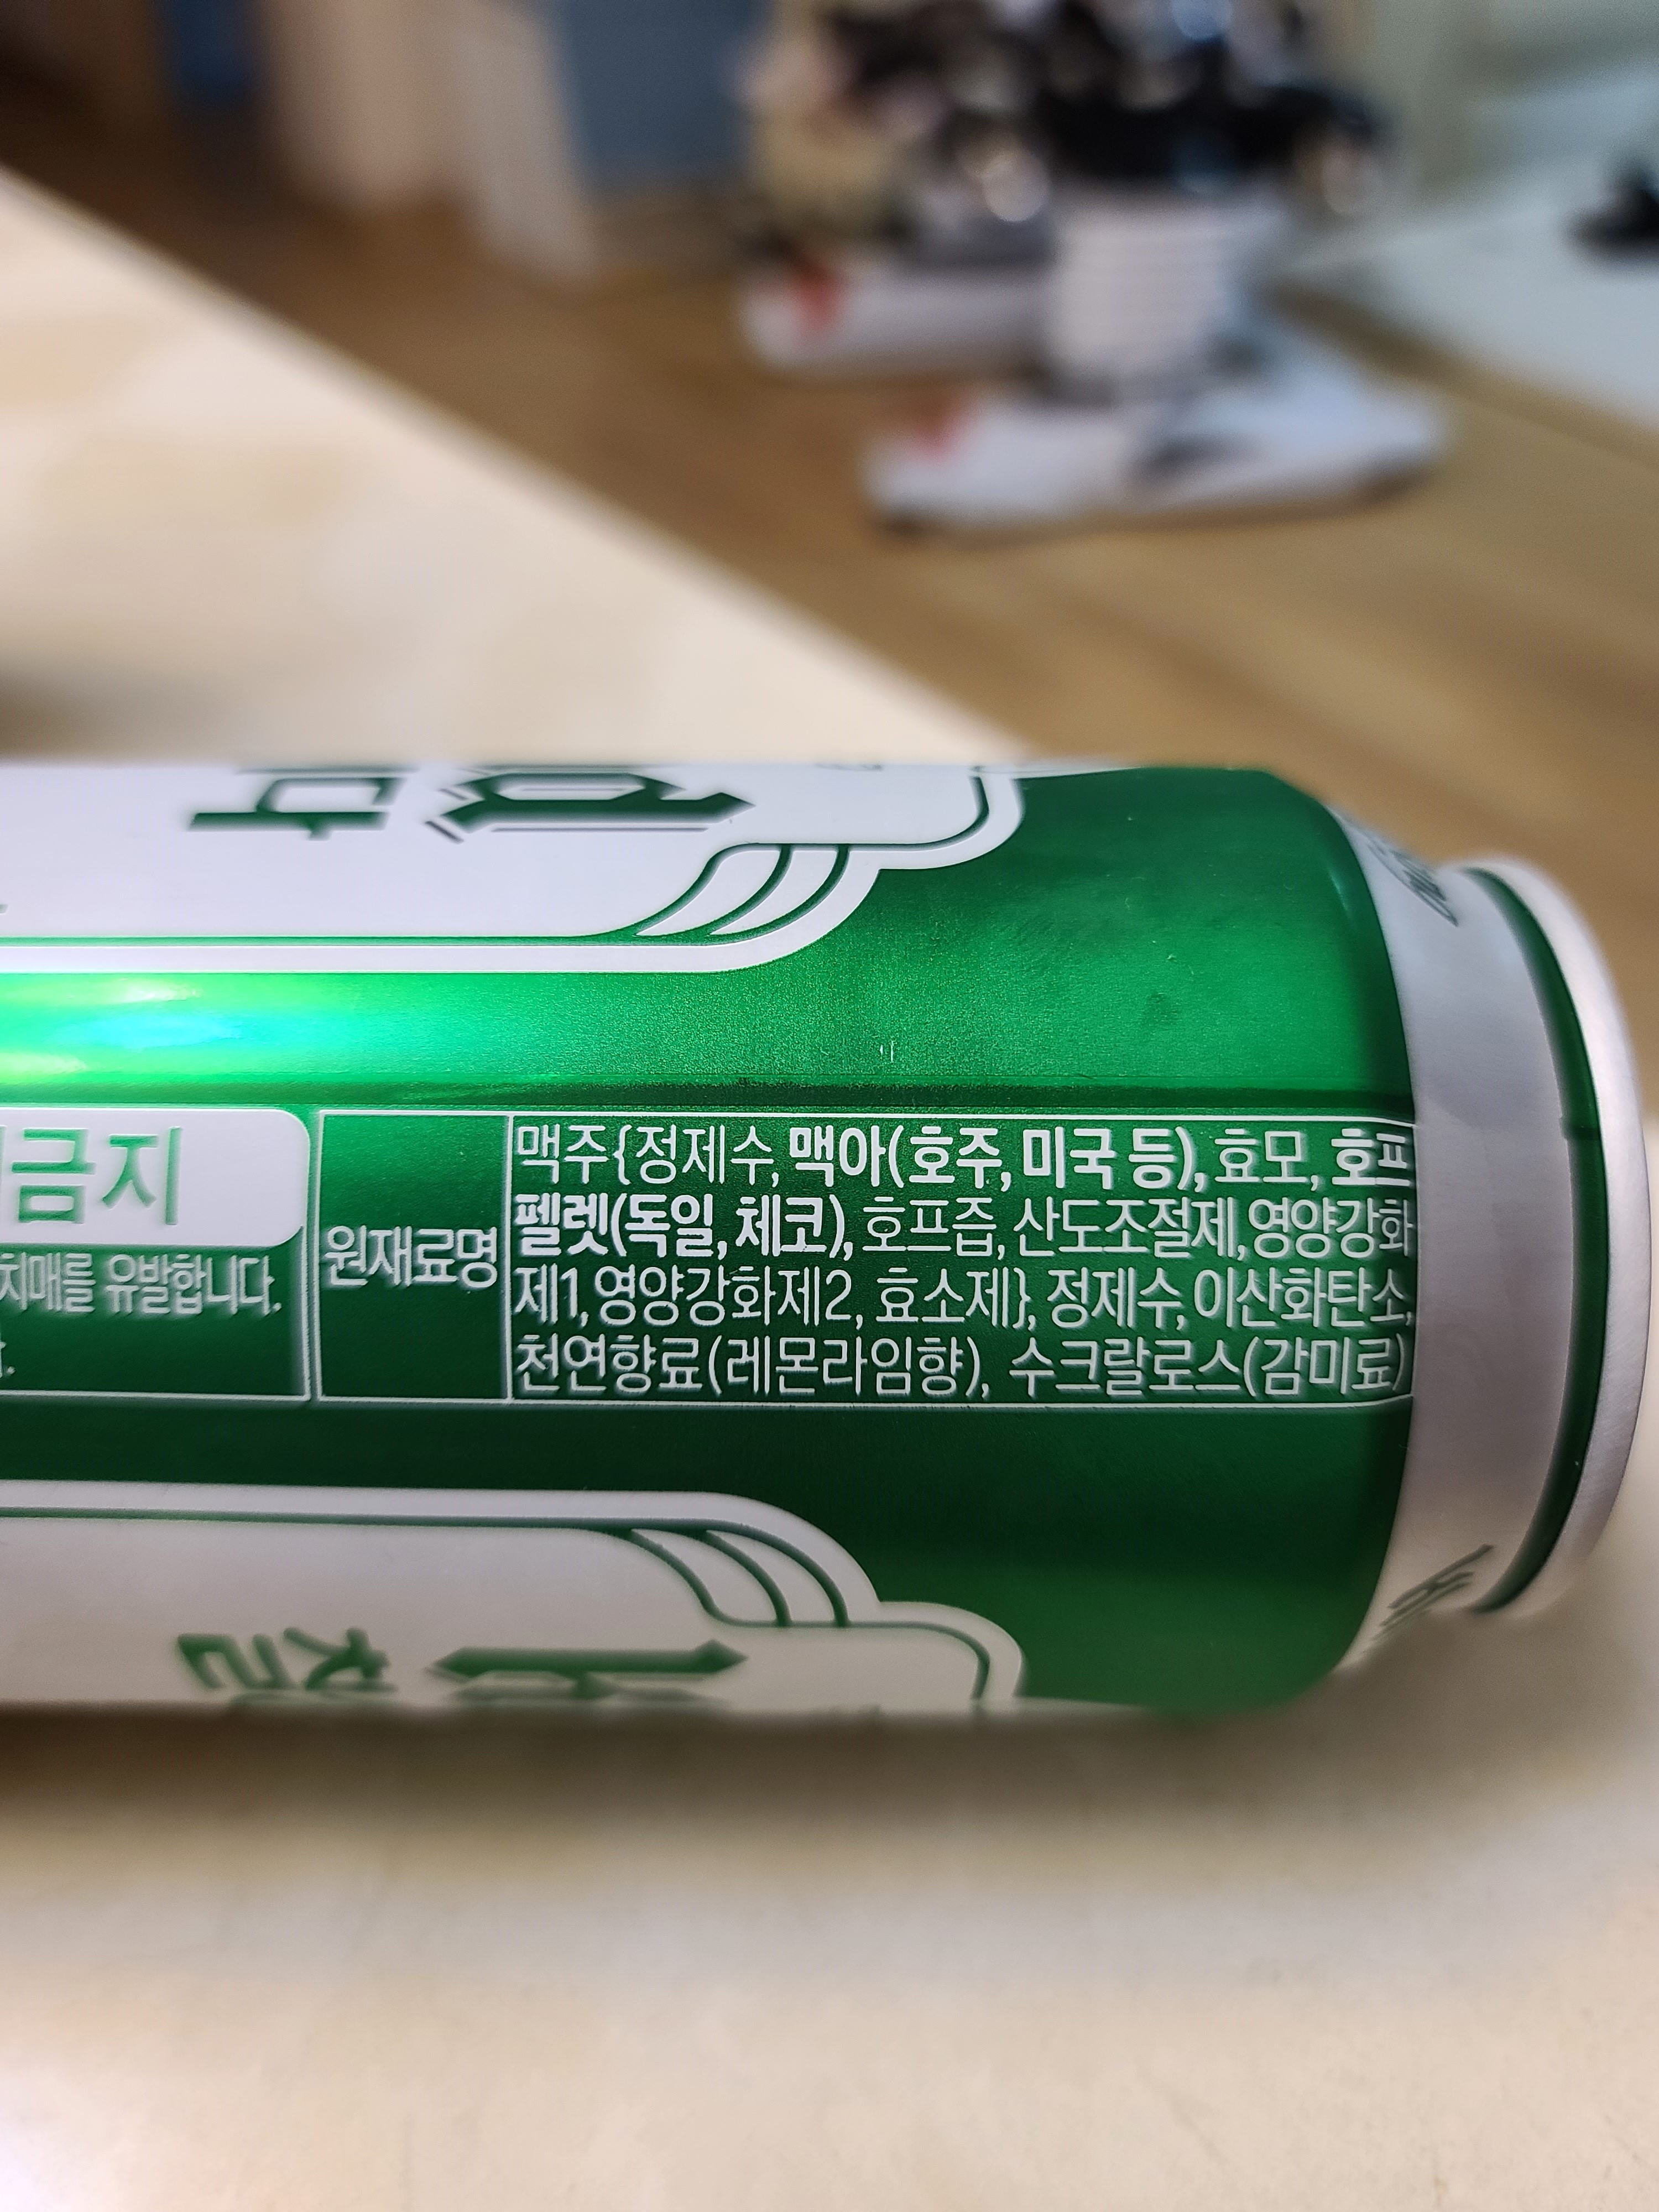 금지
치매를 유발합니다.
원재료명
맥주{정제수, 맥아(호주, 미국 등), 효모, 호프
펠렛(독일, 체코), 호프즙, 산도조절제, 영양강화
제1, 영양강화제2, 효소제}, 정제수, 이산화탄소,
천연향료(레몬라임향), 수크랄로스(감미료)